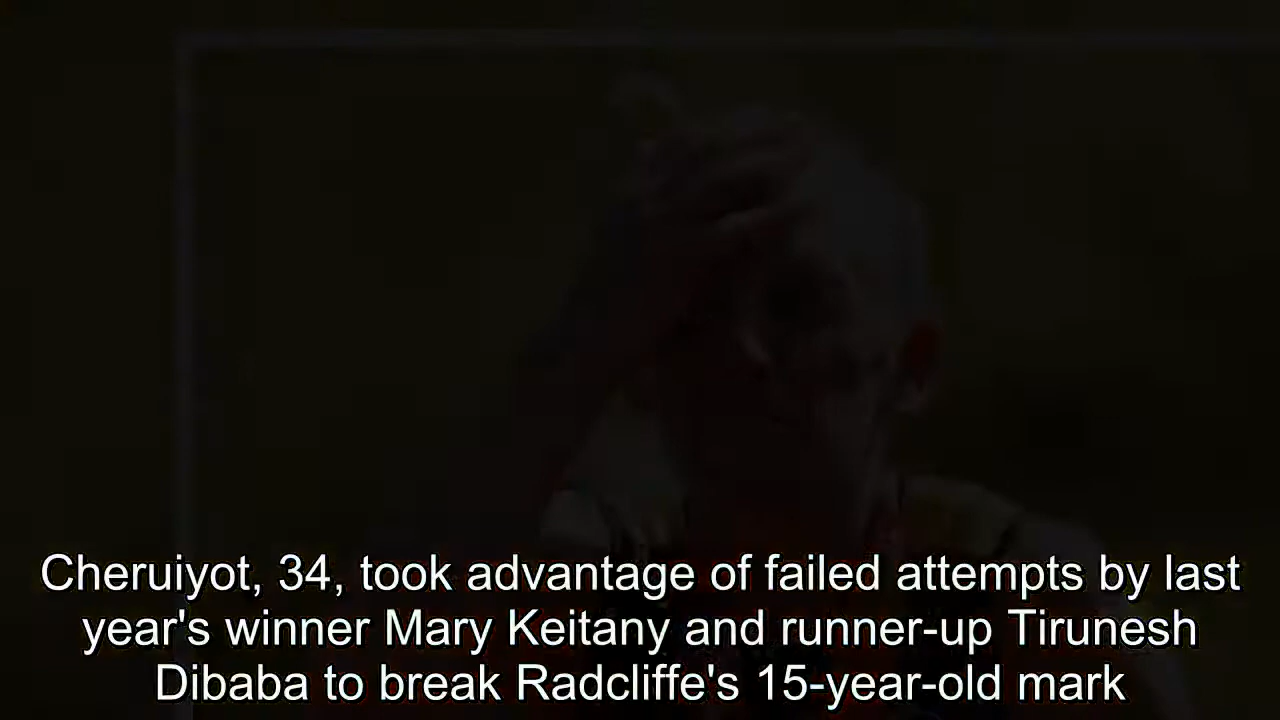 Cheruiyot, 34, took advantage of failed attempts by last
year's winner Mary Keitany and runner-up Tirunesh
Dibaba to break Radcliffe's 15-year-old mark